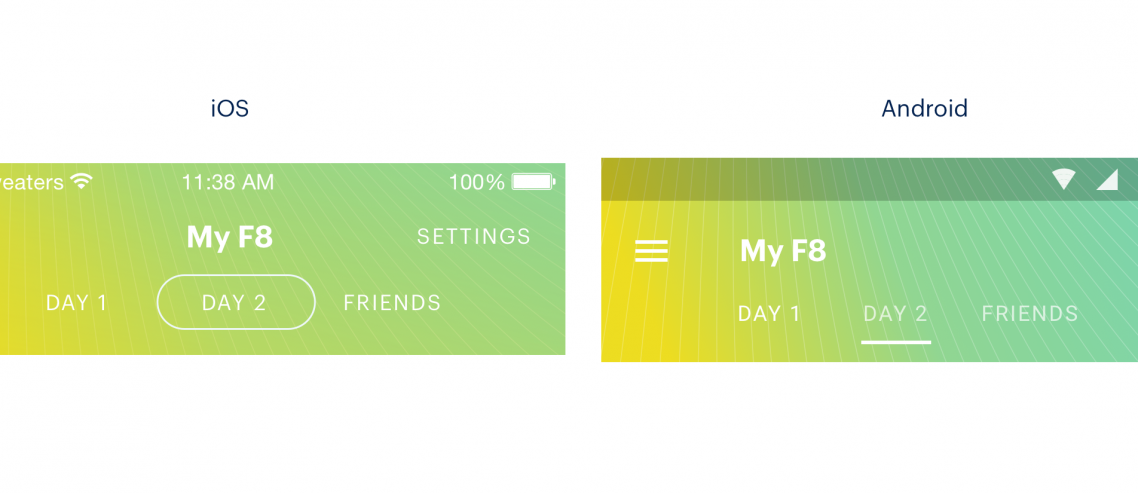 iOS
Android
11:38 AM
100%
My F8
SETTINGS
DAY 1
DAY 2
FRIENDS
My F8
DAY 1
DAY 2
FRIENDS